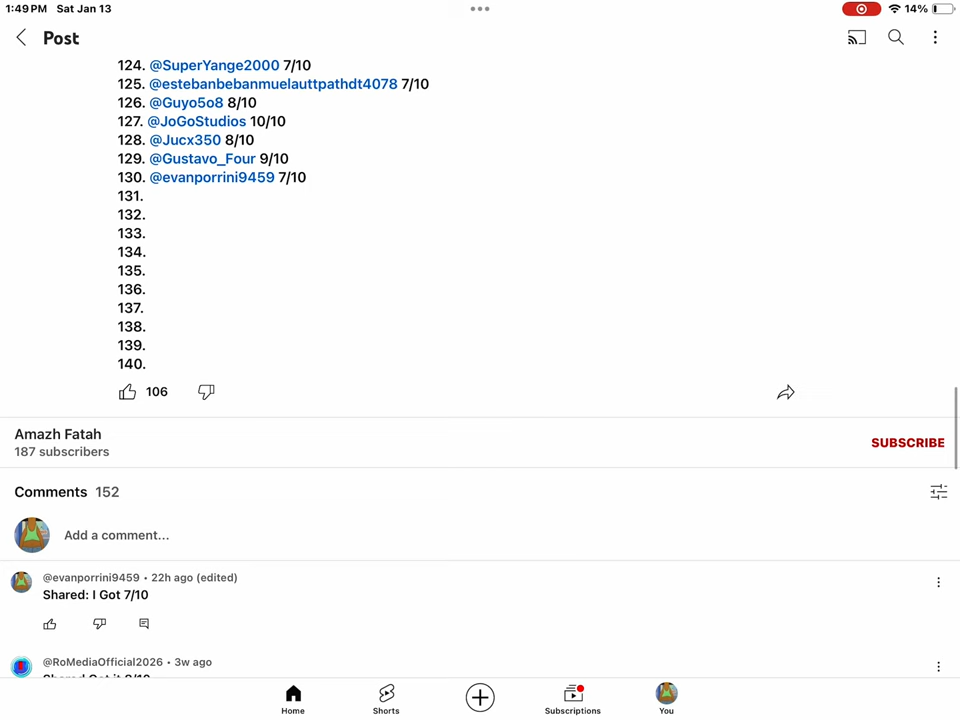 1:49 PM Sat Jan 13
14%
Post
124. @SuperYange2000 7/10
125. @estebanbebanmuelauttpathdt4078 7/10
126. @Guyo5o8 8/10
127. @JoGoStudios 10/10
128. @Jucx350 8/10
129. @Gustavo_Four 9/10
130. @evanporrini9459 7/10
131.
132.
133.
134.
135.
136.
137.
138.
139.
140.
106
Amazh Fatah
187 subscribers
SUBSCRIBE
Comments 152
Add a comment...
@evanporrini9459 • 22h ago (edited)
Shared: I Got 7/10
@RoMediaOfficial2026 • 3w ago
Home
Shorts
Subscriptions
You